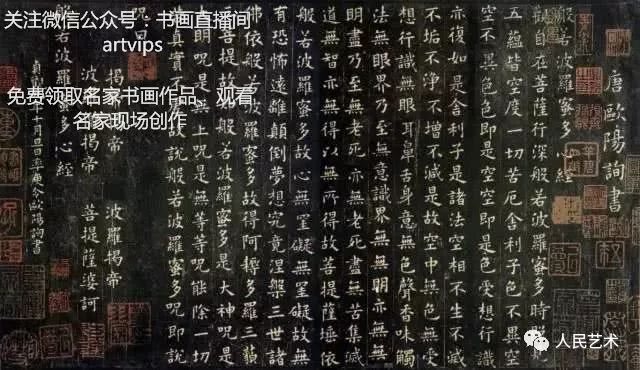 关注微信公众号：书画直播间
artvips
免费领取名家书画作品、观看
名家现场创作
唐歐陽詢書
般若波羅蜜多心經
觀自在菩薩行深般若波羅蜜多時
五蘊皆空度一切苦厄舍利子色不異空
空不異色色即是空空即是色受想行識
亦復如是舍利子是諸法空相不生不滅
不垢不淨不增不減是故空中無色無受
想行識無眼耳鼻舌身意無色聲香味觸
法無眼界乃至無意識界無無明亦無無
明盡乃至無老死亦無老死盡無苦集滅
道無智亦無得以無所得故菩提薩埵依
般若波羅蜜多故心無罣礙無罣礙故無
有恐怖遠離顛倒夢想究竟涅槃三世諸
佛依般若波羅蜜多故得阿耨多羅三藐
三菩提故般若波羅蜜多是大神呪是
大明呪是無上呪是無等等呪能除一切
苦真實不故說般若波羅蜜多呪即說
呪曰
揭帝揭帝 波羅揭帝
波羅揭帝 菩提薩婆訶
般若波羅多心經
貞觀年十月旦率更令歐陽詢書
人民艺术